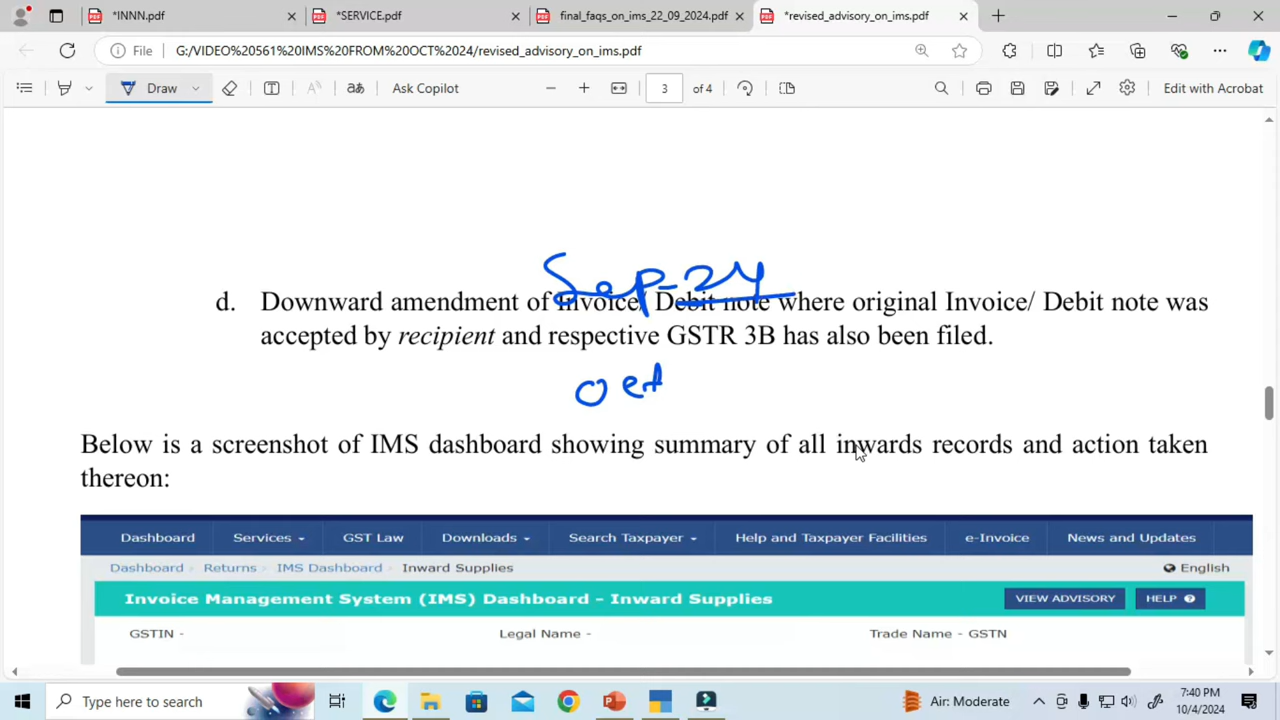 *INNN.pdf
*SERVICE.pdf
final_faqs_on_ims_22_09_2024.pdf
*revised_advisory_on_ims.pdf
File
G:/VIDEO%20561%20IMS%20FROM%20OCT%202024/revised_advisory_on_ims.pdf
Draw
Ask Copilot
3 of 4
Edit with Acrobat
Sep-24
d. Downward amendment of Invoice/ Debit note where original Invoice/ Debit note was
accepted by recipient and respective GSTR 3B has also been filed.
Oct
Below is a screenshot of IMS dashboard showing summary of all inwards records and action taken
thereon:
Dashboard Services GST Law Downloads Search Taxpayer Help and Taxpayer Facilities e-Invoice News and Updates
Dashboard Returns IMS Dashboard Inward Supplies English
Invoice Management System (IMS) Dashboard - Inward Supplies VIEW ADVISORY HELP
GSTIN - Legal Name - Trade Name - GSTN
Type here to search
Air: Moderate
7:40 PM
10/4/2024